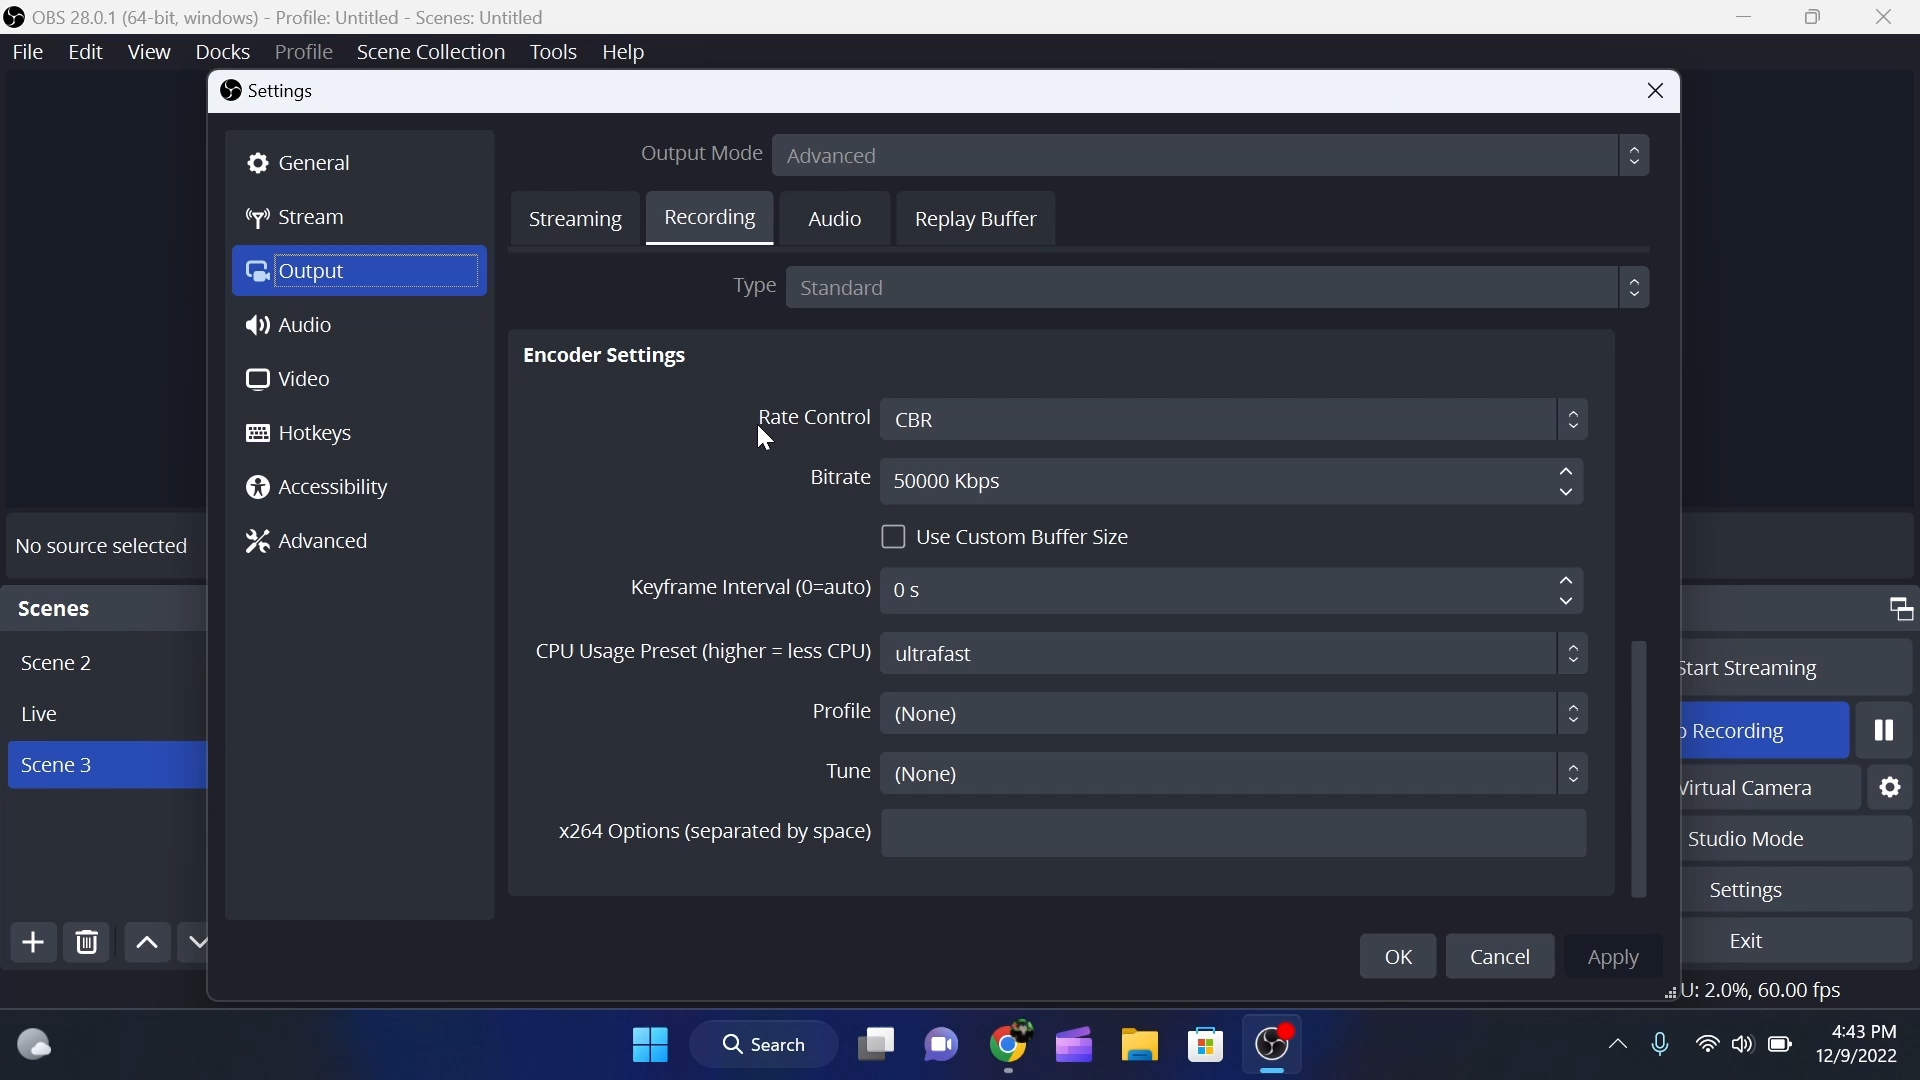 OBS 28.0.1 (64-bit, windows) - Profile: Untitled - Scenes: Untitled
File Edit View Docks Profile Scene Collection Tools Help
Settings
General
Stream
Output
Audio
Video
Hotkeys
Accessibility
Advanced
Output Mode Advanced
Streaming Recording Audio Replay Buffer
Type Standard
Encoder Settings
Rate Control CBR
Bitrate 50000 Kbps
Use Custom Buffer Size
Keyframe Interval (0=auto) 0 s
CPU Usage Preset (higher = less CPU) ultrafast
Profile (None)
Tune (None)
x264 Options (separated by space)
OK Cancel Apply
No source selected
Scenes
Scene 2
Live
Scene 3
Start Streaming
Recording
Virtual Camera
Studio Mode
Settings
Exit
U: 2.0%, 60.00 fps
Search
4:43 PM
12/9/2022